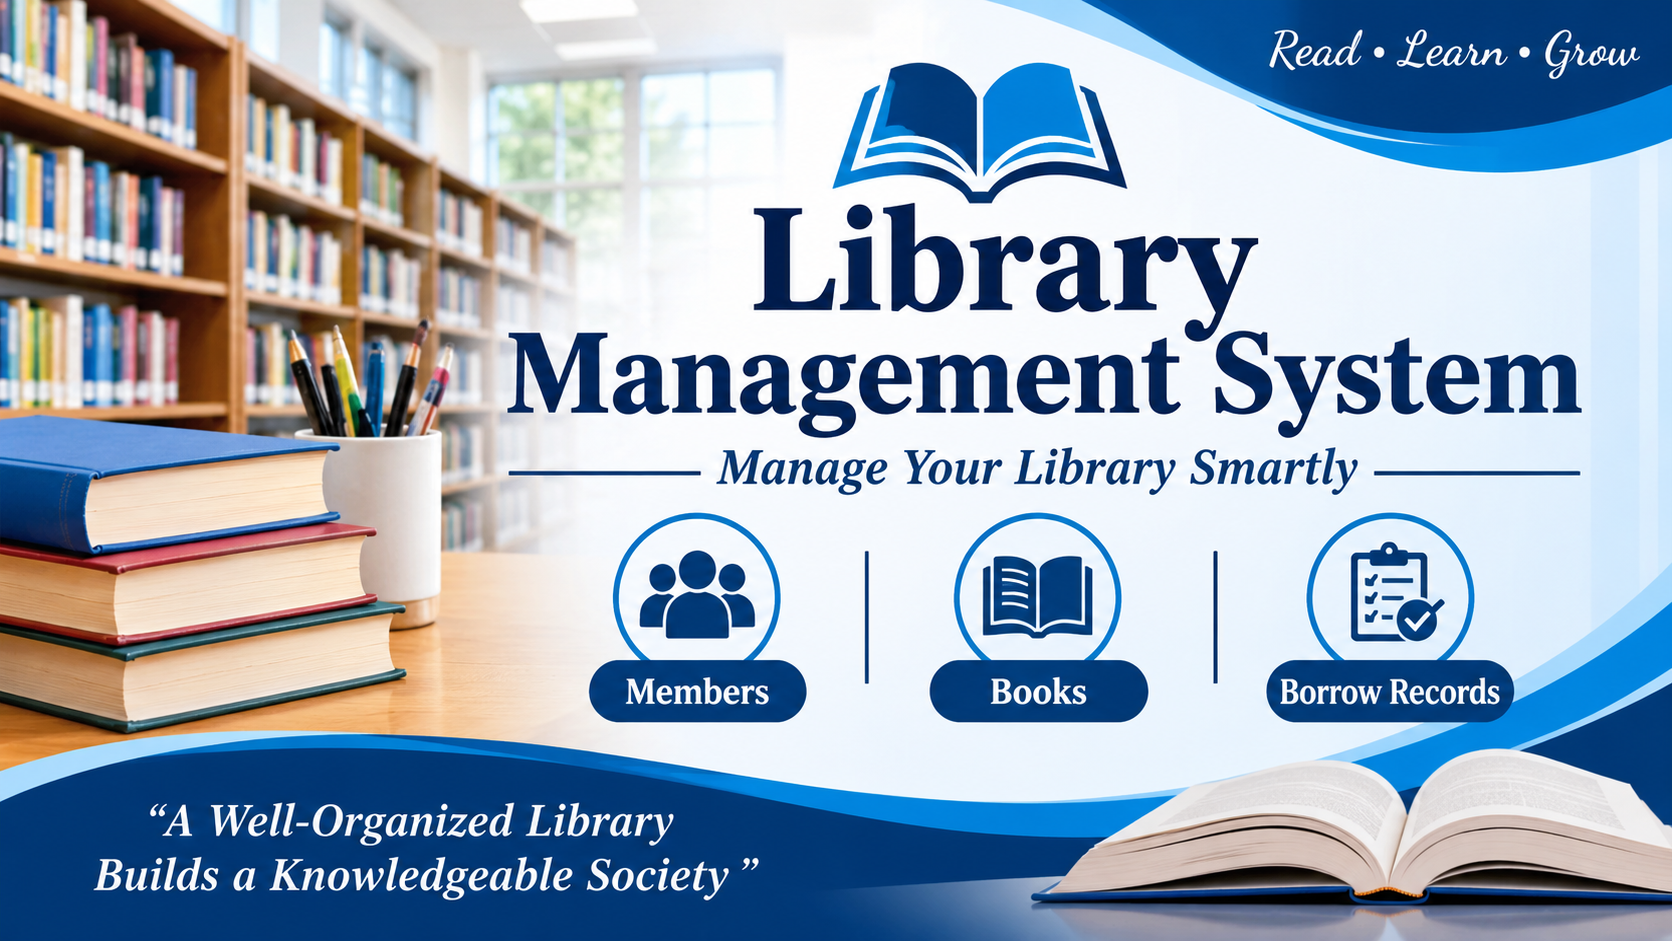 Read • Learn • Grow
Library
Management System
Manage Your Library Smartly
Members
Books
Borrow Records
“A Well-Organized Library
Builds a Knowledgeable Society ”